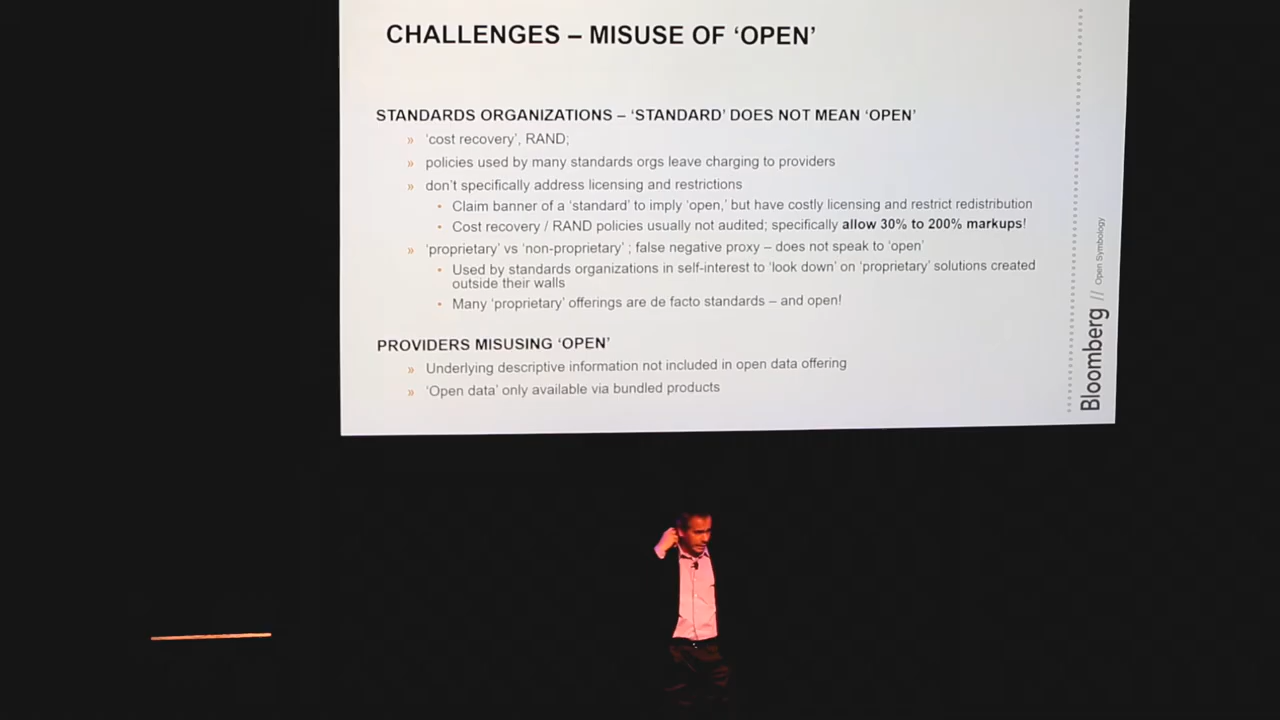 CHALLENGES – MISUSE OF ‘OPEN’
STANDARDS ORGANIZATIONS – ‘STANDARD’ DOES NOT MEAN ‘OPEN’
» ‘cost recovery’, RAND;
» policies used by many standards orgs leave charging to providers
» don’t specifically address licensing and restrictions
• Claim banner of a ‘standard’ to imply ‘open,’ but have costly licensing and restrict redistribution
• Cost recovery / RAND policies usually not audited; specifically allow 30% to 200% markups!
» ‘proprietary’ vs ‘non-proprietary’ ; false negative proxy – does not speak to ‘open’
• Used by standards organizations in self-interest to ‘look down’ on ‘proprietary’ solutions created
outside their walls
• Many ‘proprietary’ offerings are de facto standards – and open!
PROVIDERS MISUSING ‘OPEN’
» Underlying descriptive information not included in open data offering
» ‘Open data’ only available via bundled products
Bloomberg // Open Symbology